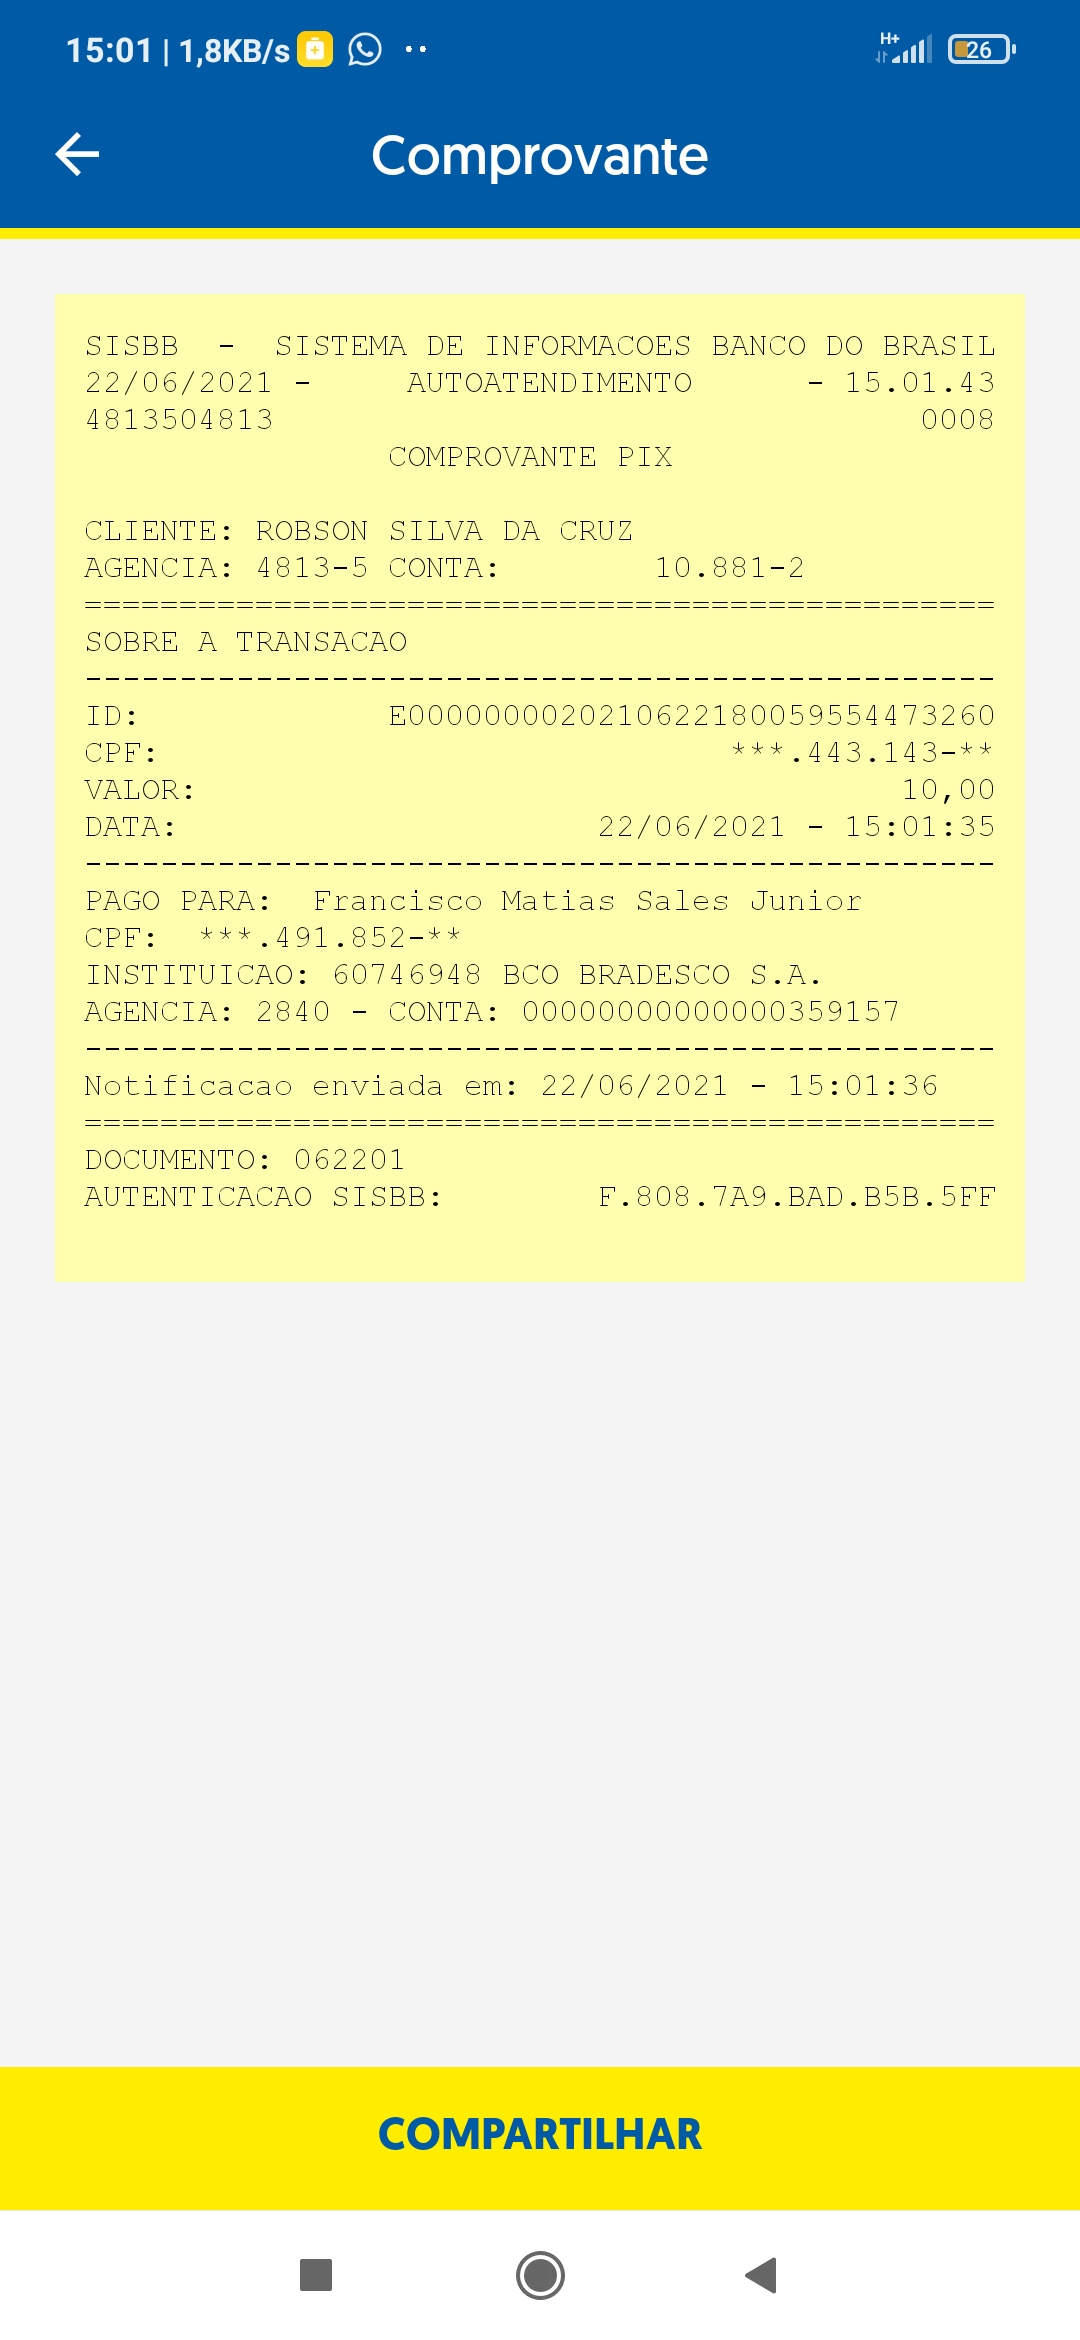 15:01 | 1,8KB/s
H+
26
Comprovante
SISBB - SISTEMA DE INFORMACOES BANCO DO BRASIL
22/06/2021 - AUTOATENDIMENTO - 15.01.43
4813504813 0008
COMPROVANTE PIX
CLIENTE: ROBSON SILVA DA CRUZ
AGENCIA: 4813-5 CONTA: 10.881-2
================================================
SOBRE A TRANSACAO
------------------------------------------------
ID: E0000000020210622180059554473260
CPF: ***.443.143-**
VALOR: 10,00
DATA: 22/06/2021 - 15:01:35
------------------------------------------------
PAGO PARA: Francisco Matias Sales Junior
CPF: ***.491.852-**
INSTITUICAO: 60746948 BCO BRADESCO S.A.
AGENCIA: 2840 - CONTA: 00000000000000359157
------------------------------------------------
Notificacao enviada em: 22/06/2021 - 15:01:36
================================================
DOCUMENTO: 062201
AUTENTICACAO SISBB: F.808.7A9.BAD.B5B.5FF
COMPARTILHAR